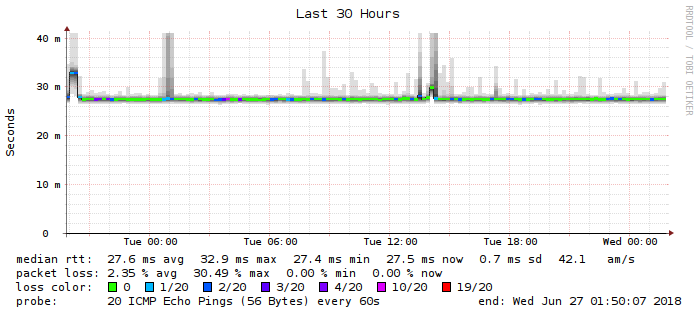 Last 30 Hours
RRDTOOL / TOBI OETIKER
Seconds
40 m
30 m
20 m
10 m
0
Tue 00:00 Tue 06:00 Tue 12:00 Tue 18:00 Wed 00:00
median rtt: 27.6 ms avg 32.9 ms max 27.4 ms min 27.5 ms now 0.7 ms sd 42.1 am/s
packet loss: 2.35 % avg 30.49 % max 0.00 % min 0.00 % now
loss color: 0 1/20 2/20 3/20 4/20 10/20 19/20
probe: 20 ICMP Echo Pings (56 Bytes) every 60s end: Wed Jun 27 01:50:07 2018